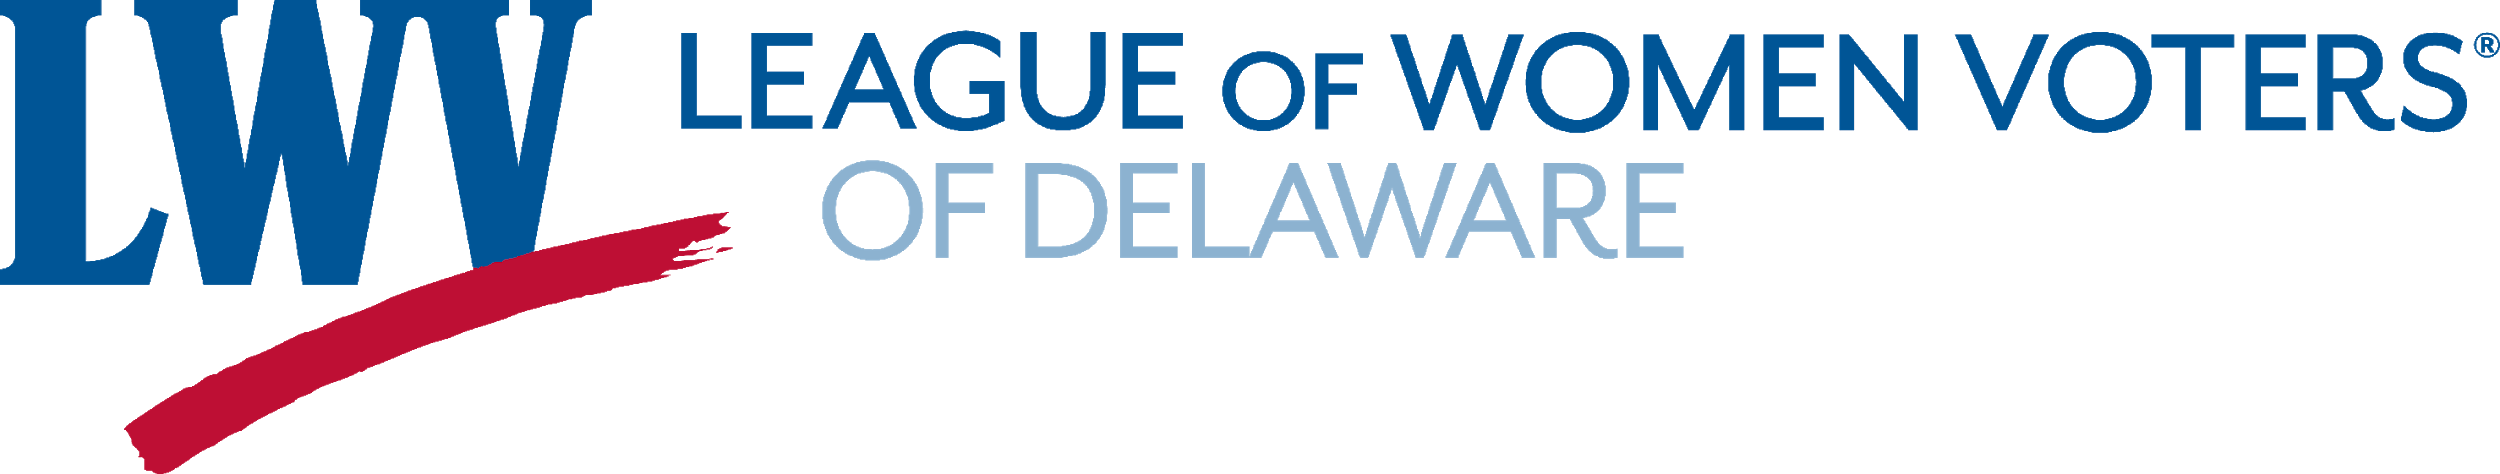 LWV
LEAGUE OF WOMEN VOTERS®
OF DELAWARE